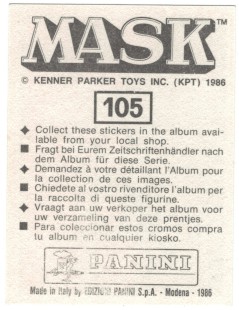 MASK™
© KENNER PARKER TOYS INC. (KPT) 1986
105
◆ Collect these stickers in the album avai-
lable from your local shop.
■ Fragt bei Eurem Zeitschriftenhändler nach
dem Album für diese Serie.
◆ Demandez à votre détaillant l'Album pour
la collection de ces images.
■ Chiedete al vostro rivenditore l'album per
la raccolta di queste figurine.
◆ Vraagt aan uw verkoper het album voor
uw verzameling van deze prentjes.
■ Para coleccionar estos cromos compra
tu album en cualquier kiosko.
PANINI
Made in Italy by EDIZIONI PANINI S.p.A. - Modena - 1986